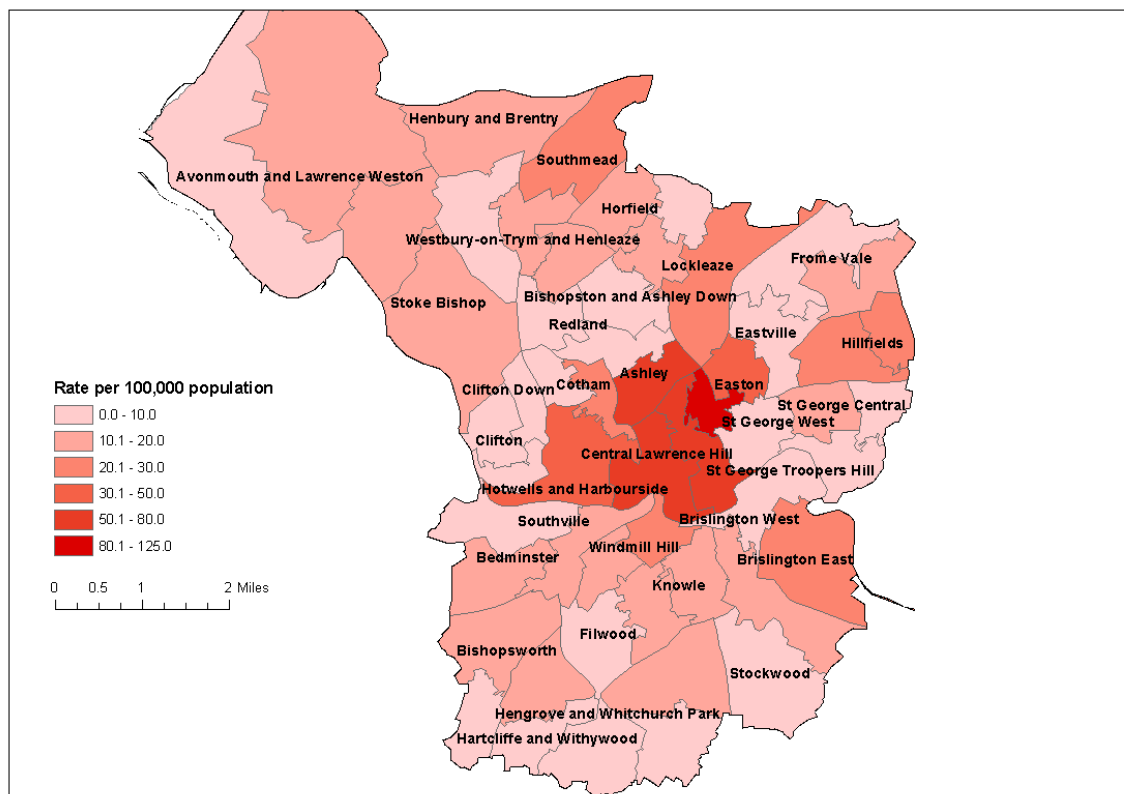 Henbury and Brentry
Southmead
Avonmouth and Lawrence Weston
Horfield
Westbury-on-Trym and Henleaze
Frome Vale
Lockleaze
Stoke Bishop
Bishopston and Ashley Down
Redland
Eastville
Hillfields
Ashley
Rate per 100,000 population
Clifton Down
Cotham
Easton
0.0 - 10.0
St George Central
10.1 - 20.0
St George West
20.1 - 30.0
Clifton
30.1 - 50.0
Central Lawrence Hill
St George Troopers Hill
50.1 - 80.0
Hotwells and Harbourside
80.1 - 125.0
Southville
Brislington West
Windmill Hill
Bedminster
Brislington East
0 0.5 1 2 Miles
Knowle
Filwood
Bishopsworth
Stockwood
Hengrove and Whitchurch Park
Hartcliffe and Withywood